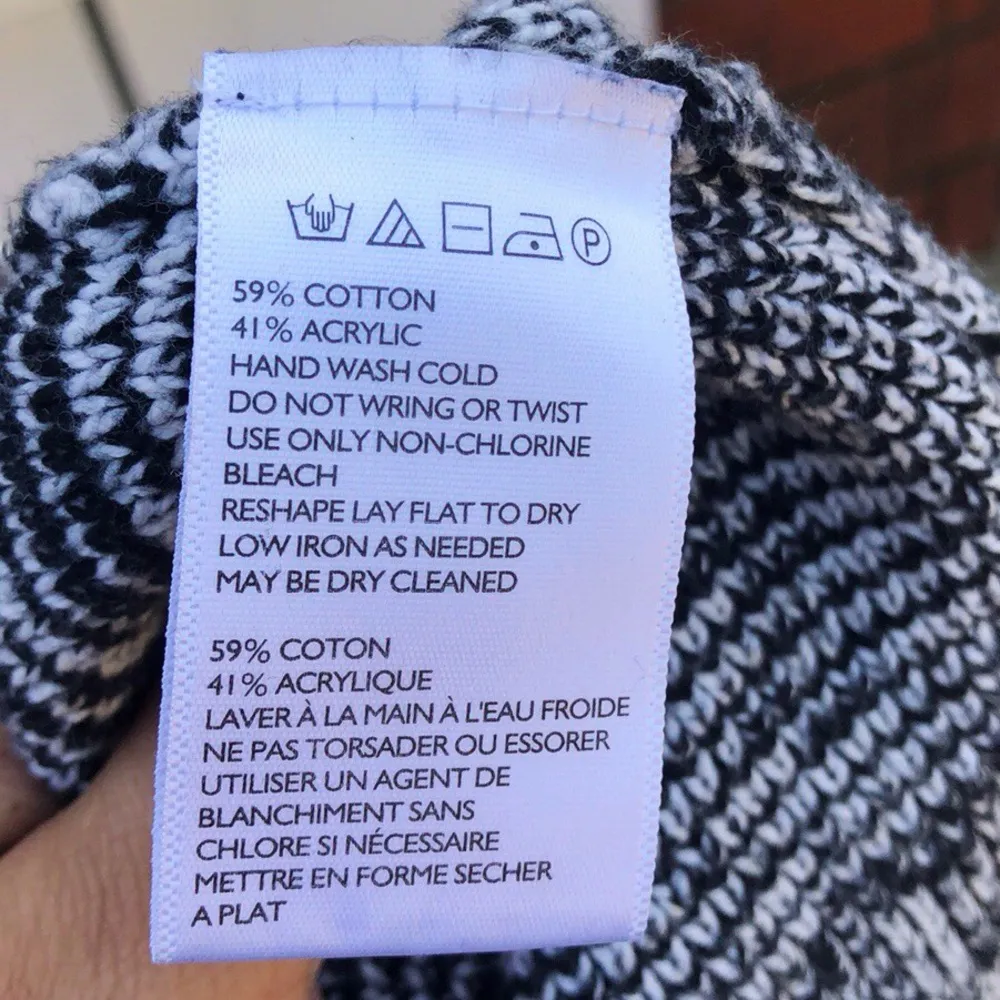 P
59% COTTON
41% ACRYLIC
HAND WASH COLD
DO NOT WRING OR TWIST
USE ONLY NON-CHLORINE
BLEACH
RESHAPE LAY FLAT TO DRY
LOW IRON AS NEEDED
MAY BE DRY CLEANED
59% COTON
41% ACRYLIQUE
LAVER À LA MAIN À L'EAU FROIDE
NE PAS TORSADER OU ESSORER
UTILISER UN AGENT DE
BLANCHIMENT SANS
CHLORE SI NÉCESSAIRE
METTRE EN FORME SECHER
A PLAT